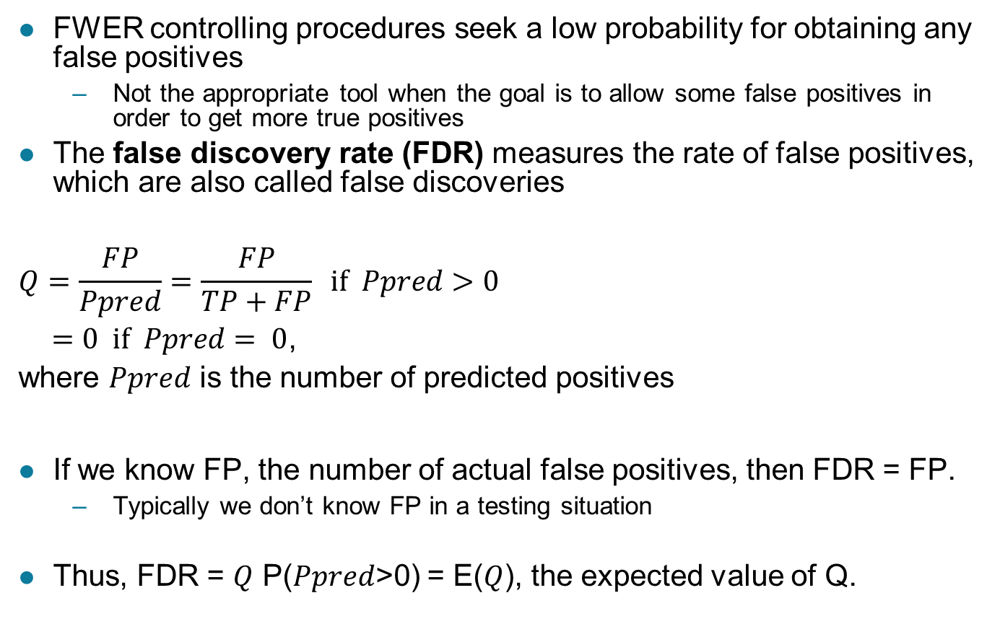 ● FWER controlling procedures seek a low probability for obtaining any
false positives
– Not the appropriate tool when the goal is to allow some false positives in
order to get more true positives
● The false discovery rate (FDR) measures the rate of false positives,
which are also called false discoveries
Q = FP/Ppred = FP/(TP + FP) if Ppred > 0
= 0 if Ppred = 0,
where Ppred is the number of predicted positives
● If we know FP, the number of actual false positives, then FDR = FP.
– Typically we don’t know FP in a testing situation
● Thus, FDR = Q P(Ppred>0) = E(Q), the expected value of Q.